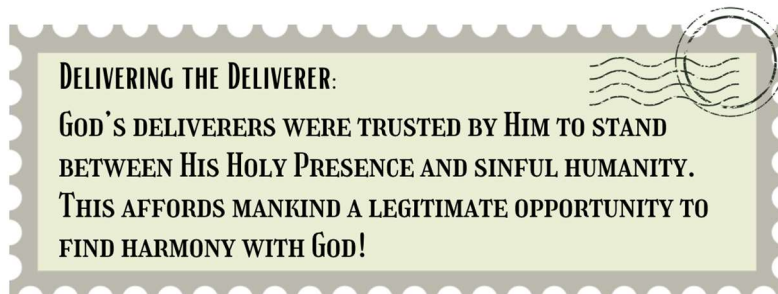 Delivering the Deliverer:
God's deliverers were trusted by Him to stand
between His Holy Presence and sinful humanity.
This affords mankind a legitimate opportunity to
find harmony with God!